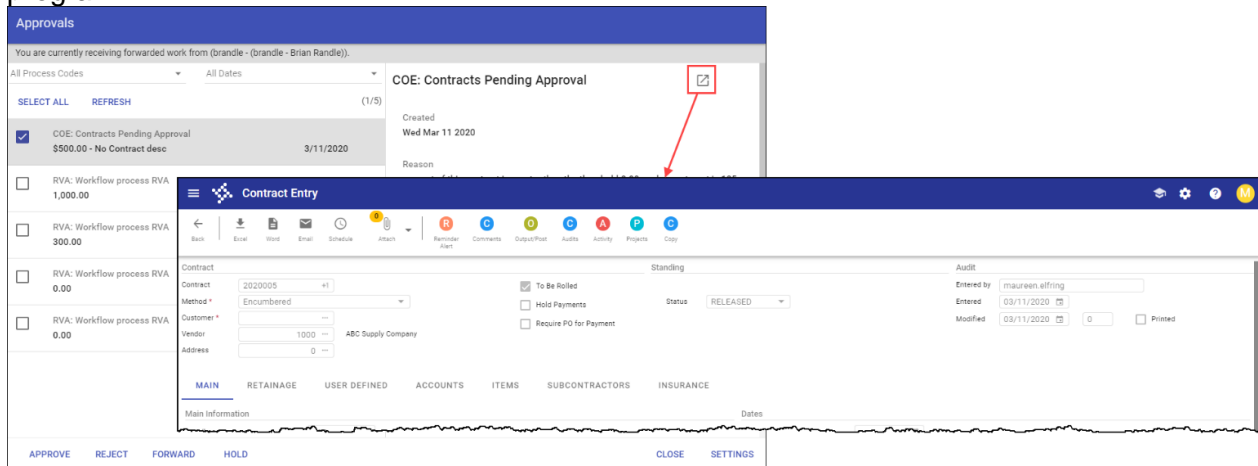 Approvals
You are currently receiving forwarded work from (brandle - (brandle - Brian Randle)).
All Process Codes All Dates
SELECT ALL REFRESH (1/5)
COE: Contracts Pending Approval
$500.00 - No Contract desc 3/11/2020
RVA: Workflow process RVA
1,000.00
RVA: Workflow process RVA
300.00
RVA: Workflow process RVA
0.00
RVA: Workflow process RVA
0.00
COE: Contracts Pending Approval
Created
Wed Mar 11 2020
Reason
Contract Entry
M
Back Excel Word Email Schedule 0 Attach R Reminder Alert C Comments O Output/Post C Audits A Activity P Projects C Copy
Contract Standing Audit
Contract 2020005 +1 To Be Rolled Entered by maureen.elfring
Method * Encumbered Hold Payments Status RELEASED Entered 03/11/2020
Customer * Require PO for Payment Modified 03/11/2020 0 Printed
Vendor 1000 ABC Supply Company
Address 0
MAIN RETAINAGE USER DEFINED ACCOUNTS ITEMS SUBCONTRACTORS INSURANCE
Main Information Dates
APPROVE REJECT FORWARD HOLD CLOSE SETTINGS